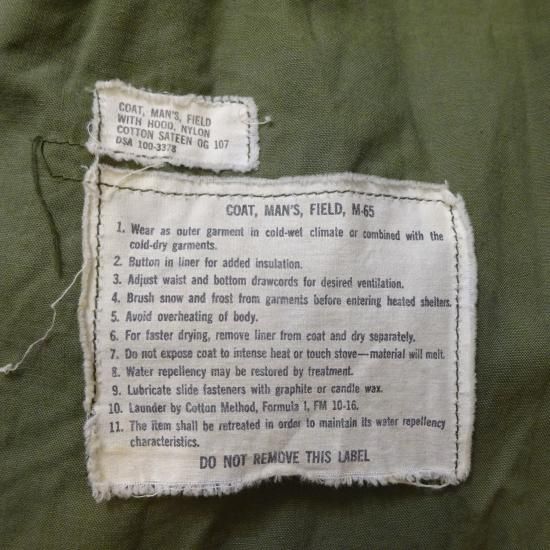 COAT, MAN'S, FIELD
WITH HOOD, NYLON
COTTON SATEEN OG 107
DSA 100-3378
COAT, MAN'S, FIELD, M-65
1. Wear as outer garment in cold-wet climate or combined with the
cold-dry garments.
2. Button in liner for added insulation.
3. Adjust waist and bottom drawcords for desired ventilation.
4. Brush snow and frost from garments before entering heated shelters.
5. Avoid overheating of body.
6. For faster drying, remove liner from coat and dry separately.
7. Do not expose coat to intense heat or touch stove—material will melt.
8. Water repellency may be restored by treatment.
9. Lubricate slide fasteners with graphite or candle wax.
10. Launder by Cotton Method, Formula 1, FM 10-16.
11. The item shall be retreated in order to maintain its water repellency
characteristics.
DO NOT REMOVE THIS LABEL